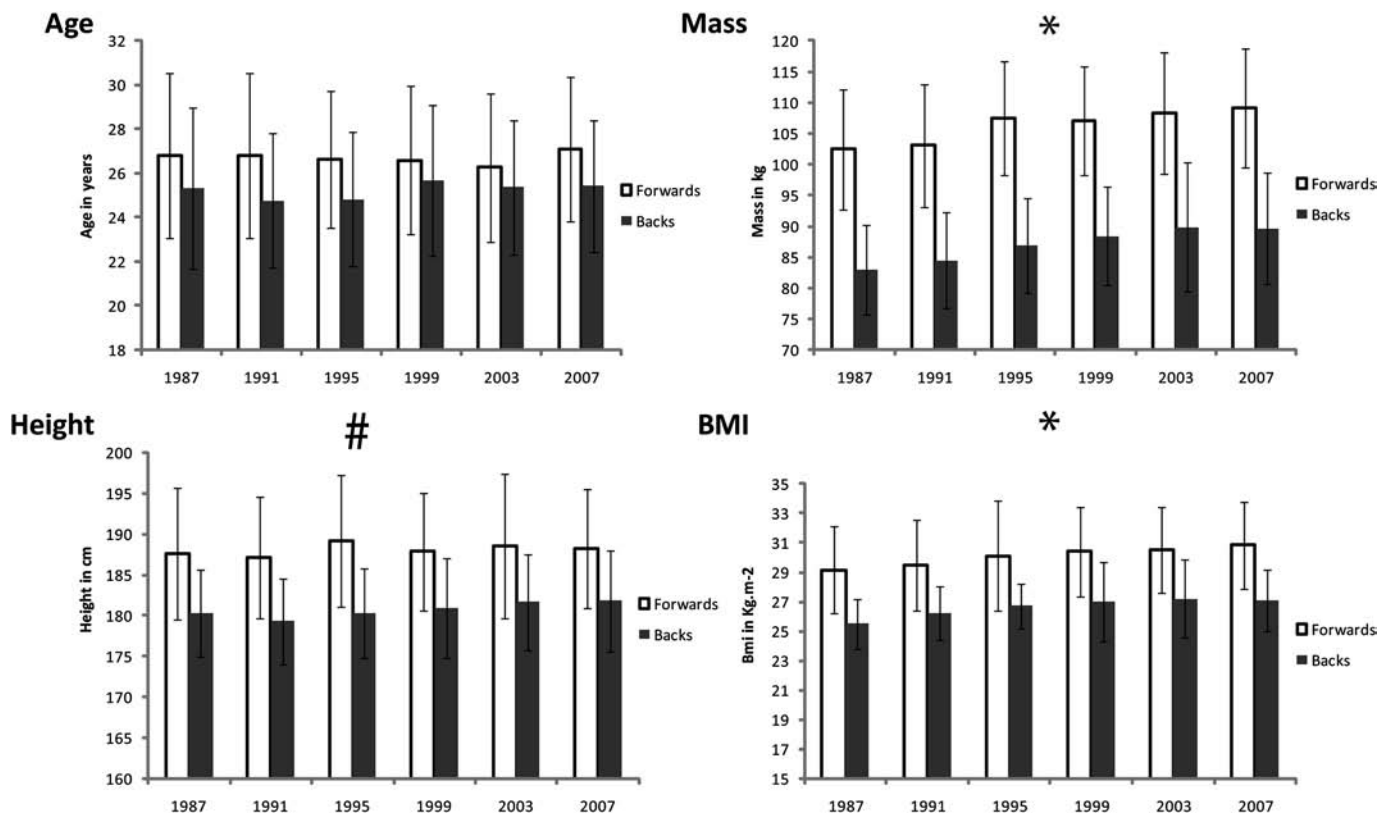 Age
32
30
28
26
24
22
20
18
Age in years
1987 1991 1995 1999 2003 2007
Forwards
Backs
Mass
*
120
115
110
105
100
95
90
85
80
75
70
Mass in kg
1987 1991 1995 1999 2003 2007
Forwards
Backs
Height
#
200
195
190
185
180
175
170
165
160
Height in cm
1987 1991 1995 1999 2003 2007
Forwards
Backs
BMI
*
35
33
31
29
27
25
23
21
19
17
15
Bmi in Kg.m-2
1987 1991 1995 1999 2003 2007
Forwards
Backs